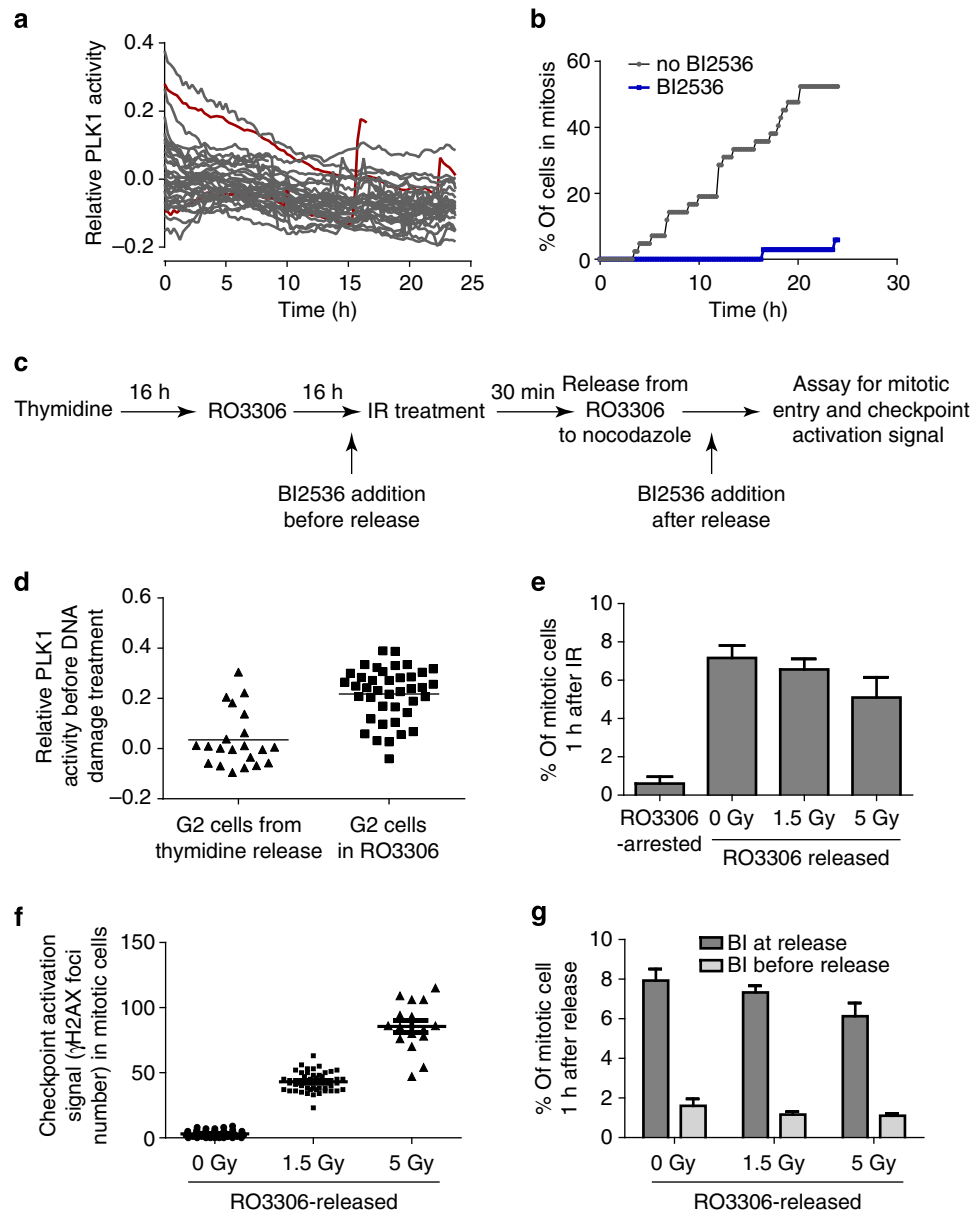 a
Relative PLK1 activity
0.4
0.2
0.0
–0.2
0
5
10
15
20
25
Time (h)
b
% Of cells in mitosis
60
40
20
0
no BI2536
BI2536
0
10
20
30
Time (h)
c
Thymidine
16 h
RO3306
16 h
IR treatment
30 min
Release from
RO3306
to nocodazole
Assay for mitotic
entry and checkpoint
activation signal
BI2536 addition
before release
BI2536 addition
after release
d
Relative PLK1
activity before DNA
damage treatment
0.6
0.4
0.2
0.0
–0.2
G2 cells from
thymidine release
G2 cells
in RO3306
e
% Of mitotic cells
1 h after IR
10
8
6
4
2
0
RO3306
-arrested
0 Gy
1.5 Gy
5 Gy
RO3306 released
f
Checkpoint activation
signal (γH2AX foci
number) in mitotic cells
150
100
50
0
0 Gy
1.5 Gy
5 Gy
RO3306-released
g
% Of mitotic cell
1 h after release
10
8
6
4
2
0
BI at release
BI before release
0 Gy
1.5 Gy
5 Gy
RO3306-released